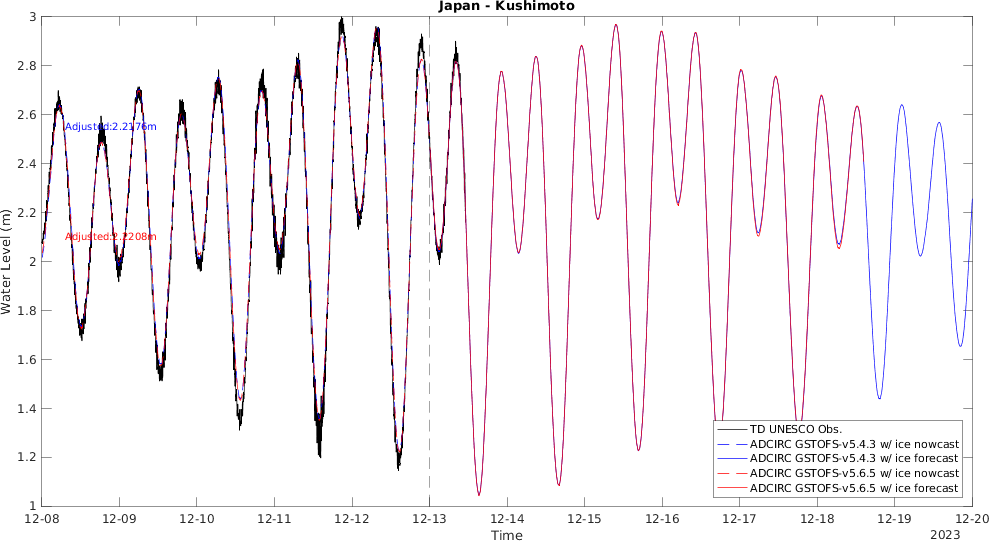 Japan - Kushimoto
3
2.8
2.6
2.4
2.2
2
1.8
1.6
1.4
1.2
1
Water Level (m)
Adjusted:2.2176m
Adjusted:2.2208m
TD UNESCO Obs.
ADCIRC GSTOFS-v5.4.3 w/ ice nowcast
ADCIRC GSTOFS-v5.4.3 w/ ice forecast
ADCIRC GSTOFS-v5.6.5 w/ ice nowcast
ADCIRC GSTOFS-v5.6.5 w/ ice forecast
12-08 12-09 12-10 12-11 12-12 12-13 12-14 12-15 12-16 12-17 12-18 12-19 12-20
Time
2023